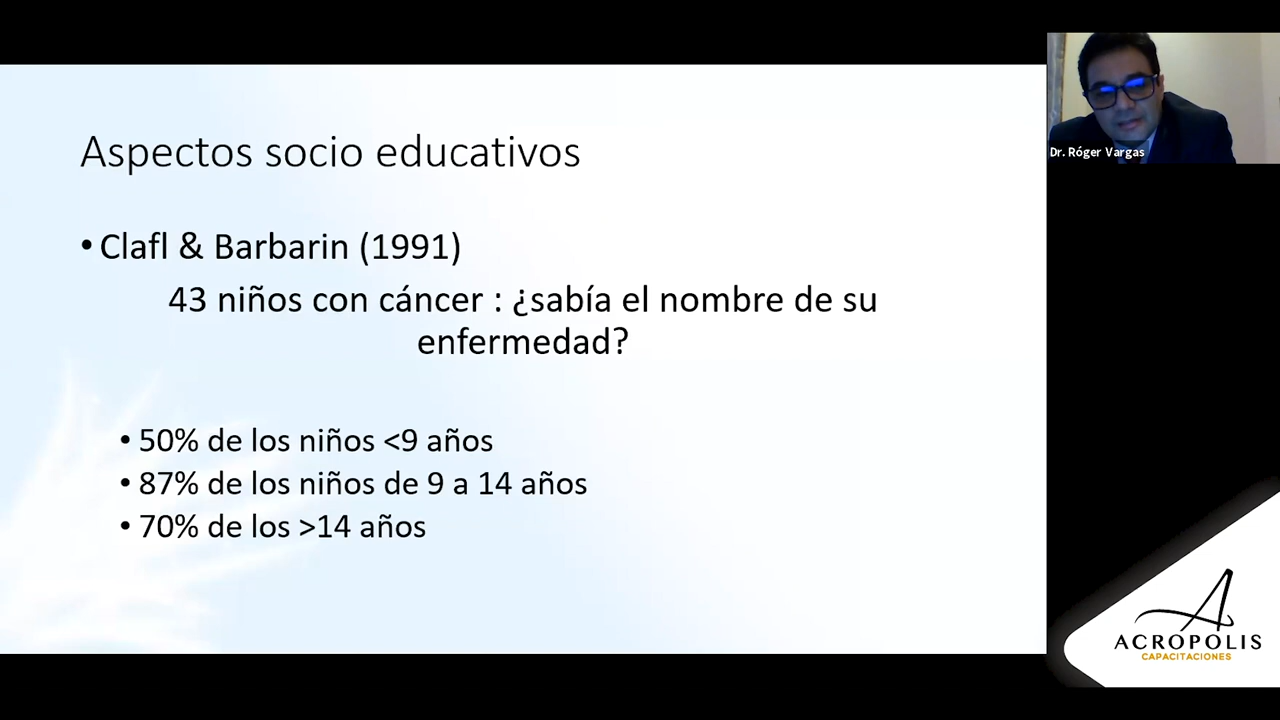 Aspectos socio educativos
• Clafl & Barbarin (1991)
43 niños con cáncer : ¿sabía el nombre de su
enfermedad?
• 50% de los niños <9 años
• 87% de los niños de 9 a 14 años
• 70% de los >14 años
Dr. Róger Vargas
ACROPOLIS
CAPACITACIONES